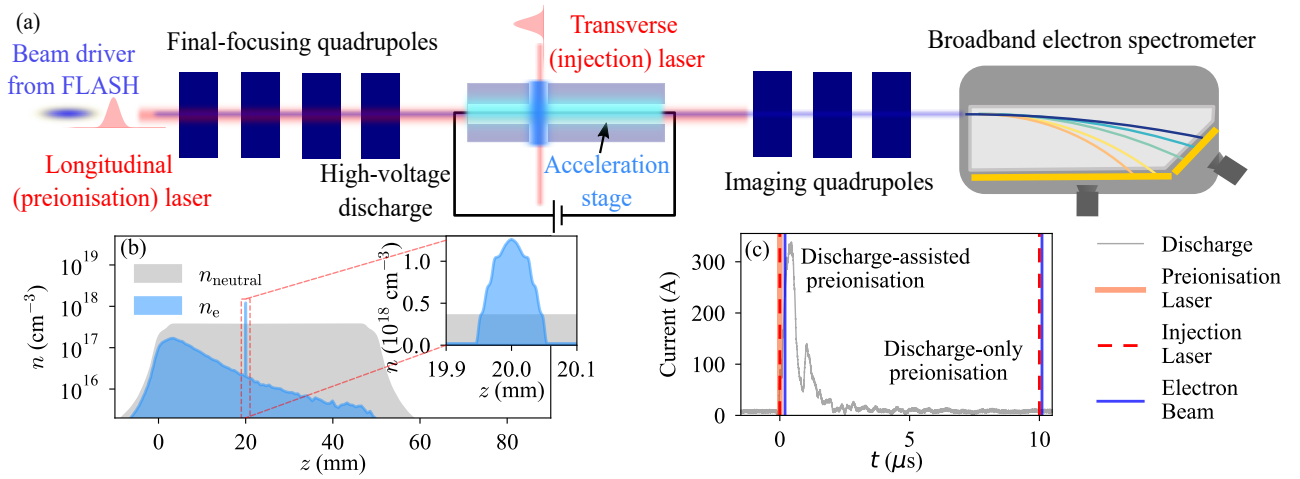 (a)
Beam driver
from FLASH
Final-focusing quadrupoles
Transverse
(injection) laser
Broadband electron spectrometer
Longitudinal
(preionisation) laser
High-voltage
discharge
Acceleration
stage
Imaging quadrupoles
(b)
n_neutral
n_e
n (cm⁻³)
10¹⁹
10¹⁸
10¹⁷
10¹⁶
0
20
40
60
80
z (mm)
n (10¹⁸ cm⁻³)
1.0
0.5
0.0
19.9
20.0
20.1
z (mm)
(c)
Current (A)
300
200
100
0
Discharge-assisted
preionisation
Discharge-only
preionisation
0
5
10
t (μs)
Discharge
Preionisation
Laser
Injection
Laser
Electron
Beam